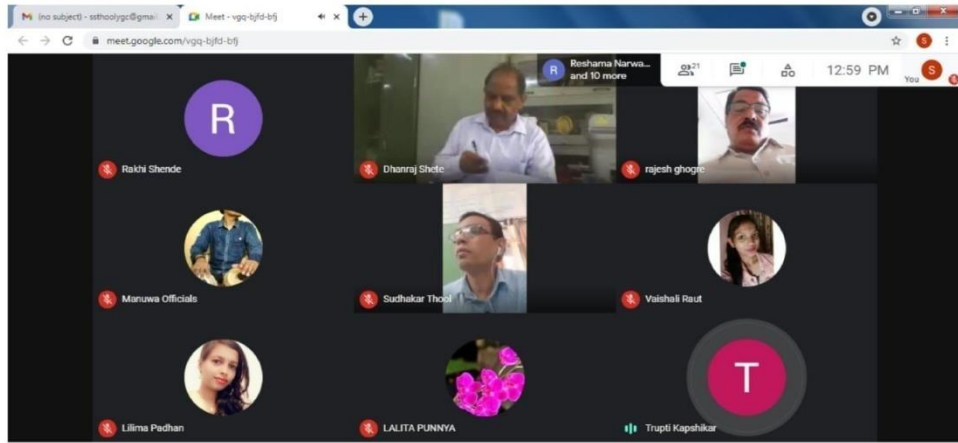 (no subject) - ssthoolygc@gmai
Meet - vgq-bjfd-bfj
meet.google.com/vgq-bjfd-bfj
S
R
Reshama Narwa...
and 10 more
21
12:59 PM
You
S
R
Rakhi Shende
Dhanraj Shete
rajesh ghogre
Manuwa Officials
Sudhakar Thool
Vaishali Raut
Lilima Padhan
LALITA PUNNYA
T
Trupti Kapshikar